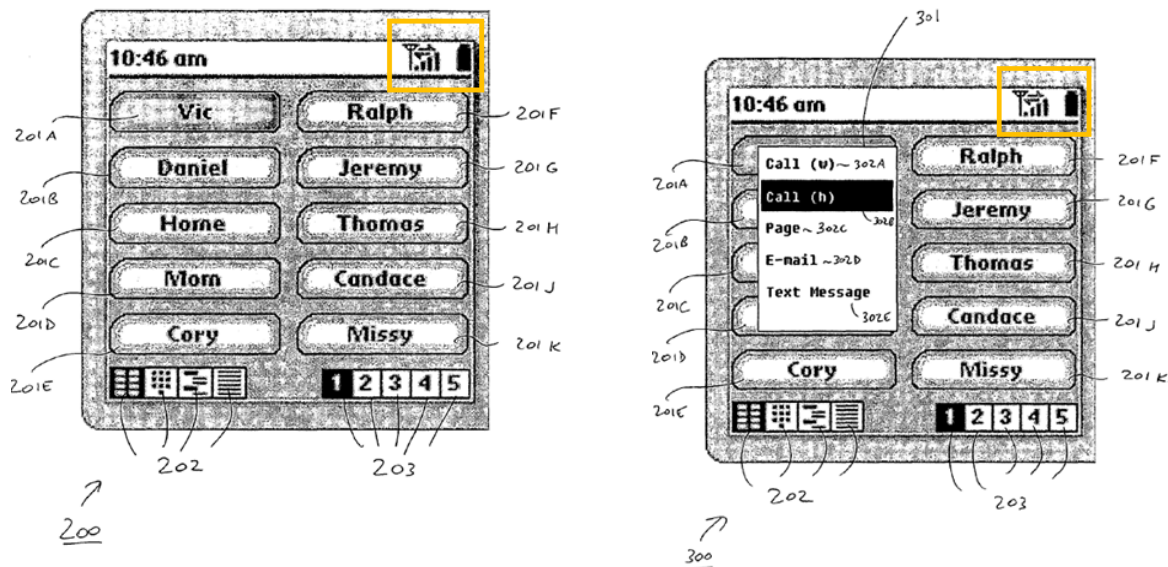 10:46 am
Vic
Ralph
201A
201F
Daniel
Jeremy
201B
201G
Home
Thomas
201C
201H
Mom
Candace
201D
201J
Cory
Missy
201E
201K
1 2 3 4 5
202
203
200
301
10:46 am
Call (w)~302A
Ralph
201A
201F
Call (h)
302B
Jeremy
201B
201G
Page~302C
E-mail~302D
Thomas
201C
201H
Text Message
302E
Candace
201D
201J
Cory
Missy
201E
201K
1 2 3 4 5
202
203
300